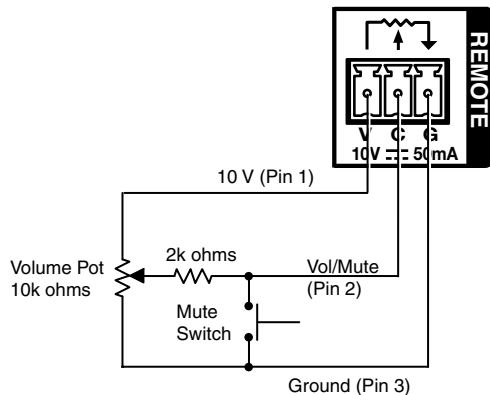 REMOTE
V C G
10V ⎓ 50mA
10 V (Pin 1)
Volume Pot
10k ohms
2k ohms
Vol/Mute
(Pin 2)
Mute
Switch
Ground (Pin 3)